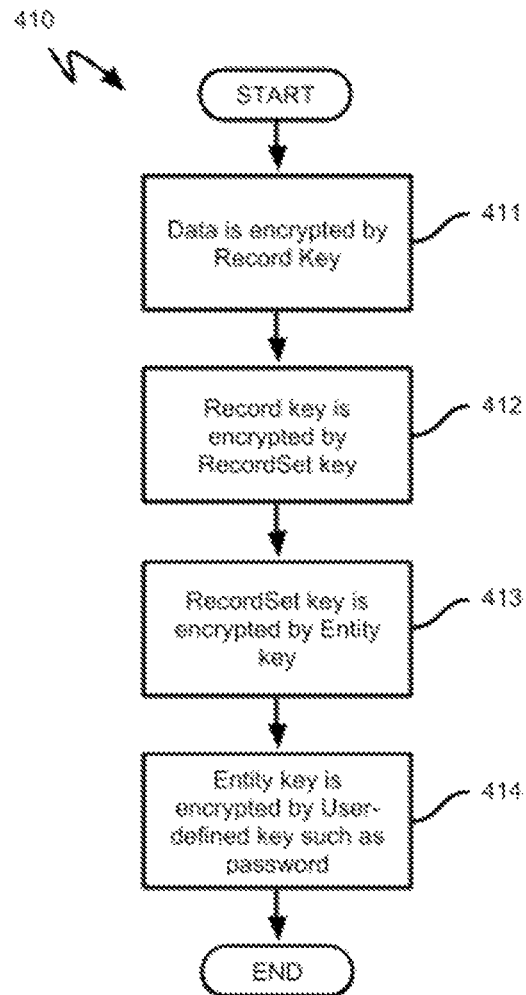 410
START
Data is encrypted by
Record Key
411
Record key is
encrypted by
RecordSet key
412
RecordSet key is
encrypted by Entity
key
413
Entity key is
encrypted by User-
defined key such as
password
414
END